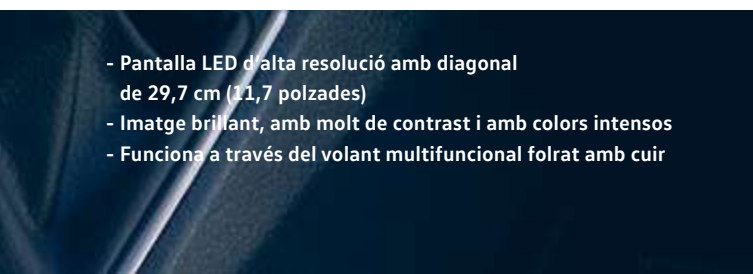 - Pantalla LED d'alta resolució amb diagonal
de 29,7 cm (11,7 polzades)
- Imatge brillant, amb molt de contrast i amb colors intensos
- Funciona a través del volant multifuncional folrat amb cuir